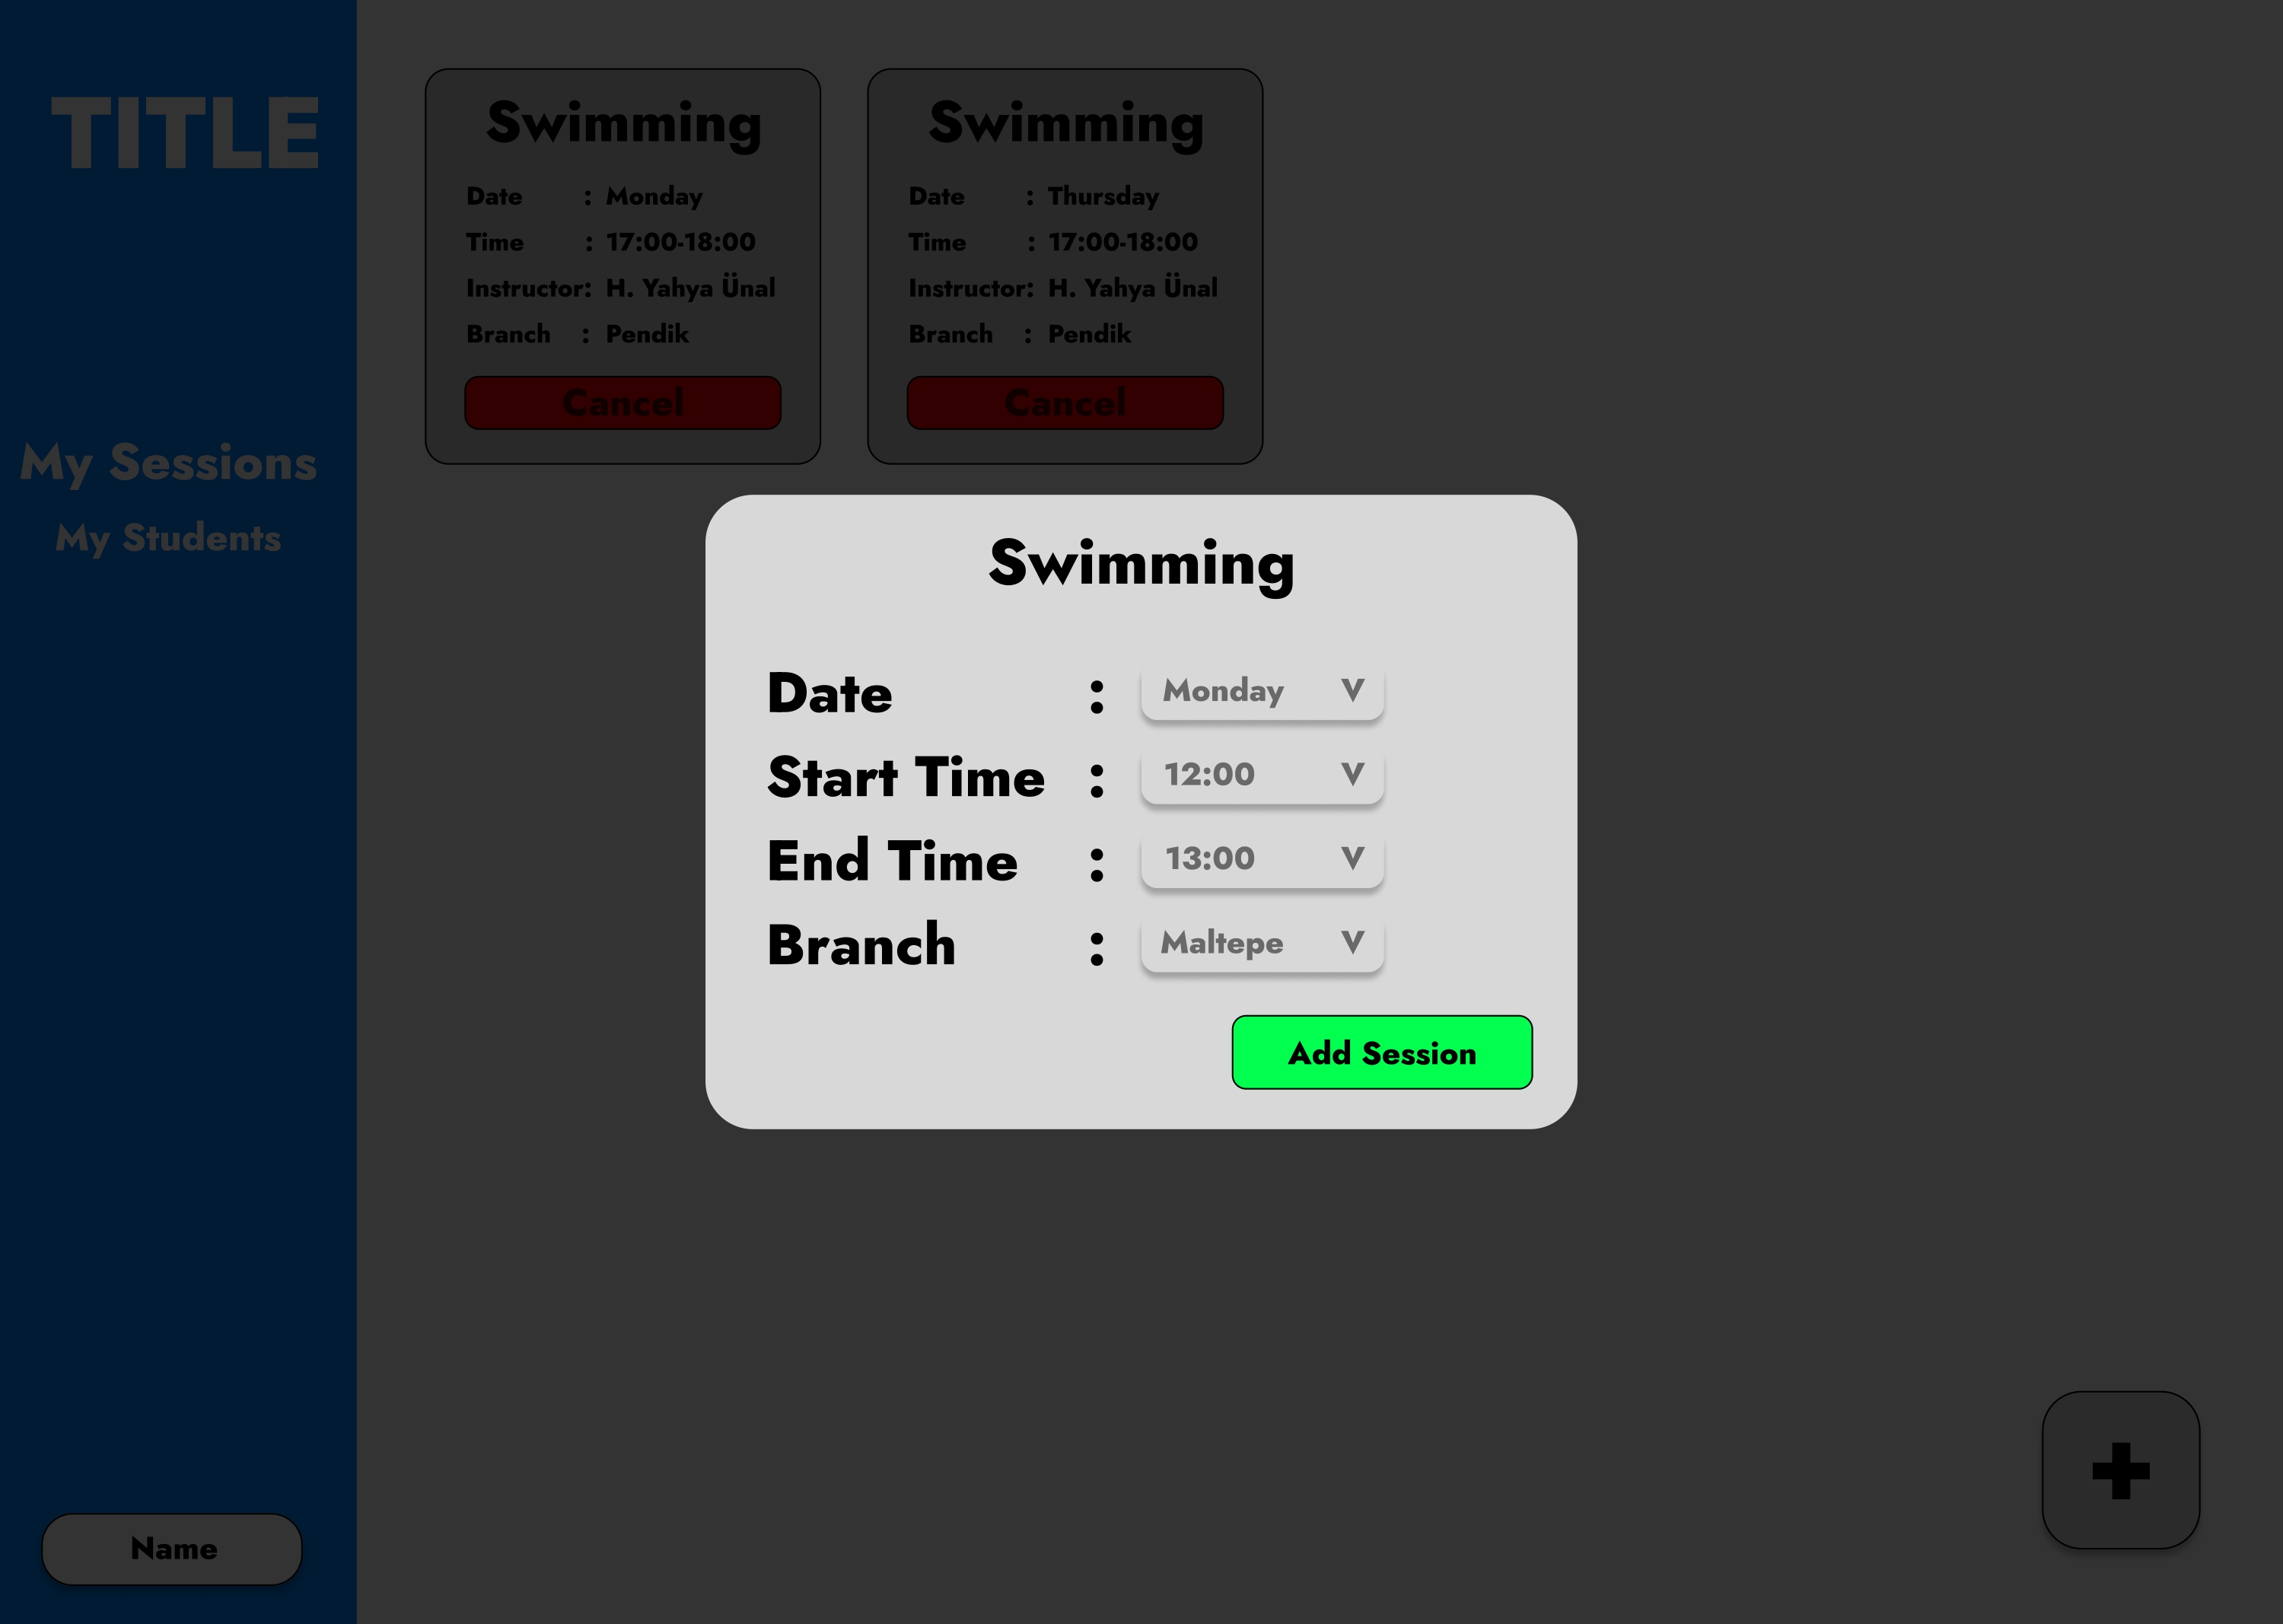 TITLE
My Sessions
My Students
Name
Swimming
Date : Monday
Time : 17:00-18:00
Instructor: H. Yahya Ünal
Branch : Pendik
Cancel
Swimming
Date : Thursday
Time : 17:00-18:00
Instructor: H. Yahya Ünal
Branch : Pendik
Cancel
Swimming
Date : Monday V
Start Time : 12:00 V
End Time : 13:00 V
Branch : Maltepe V
Add Session
+